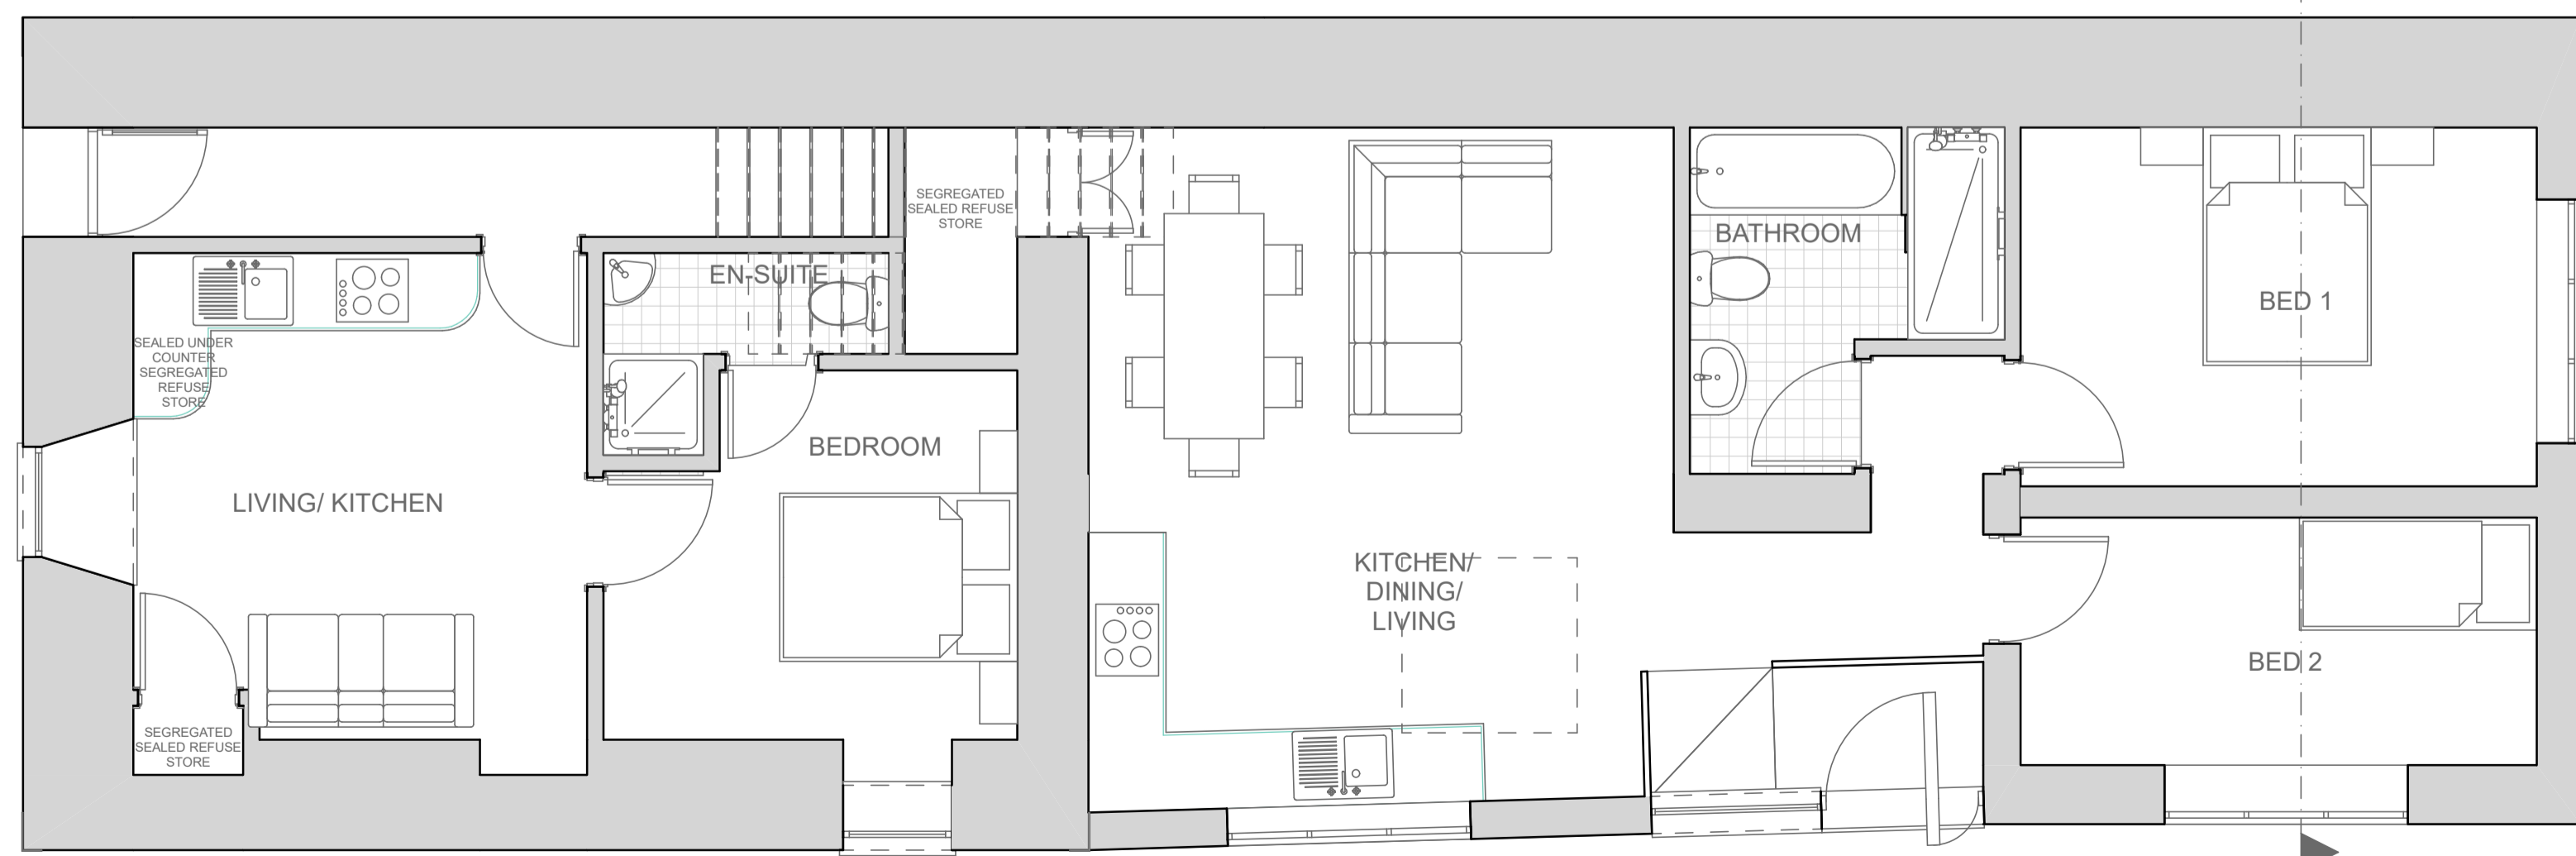 SEGREGATED
SEALED REFUSE
STORE
EN-SUITE
BATHROOM
BED 1
SEALED UNDER
COUNTER
SEGREGATED
REFUSE
STORE
BEDROOM
LIVING/ KITCHEN
KITCHEN/
DINING/
LIVING
BED 2
SEGREGATED
SEALED REFUSE
STORE